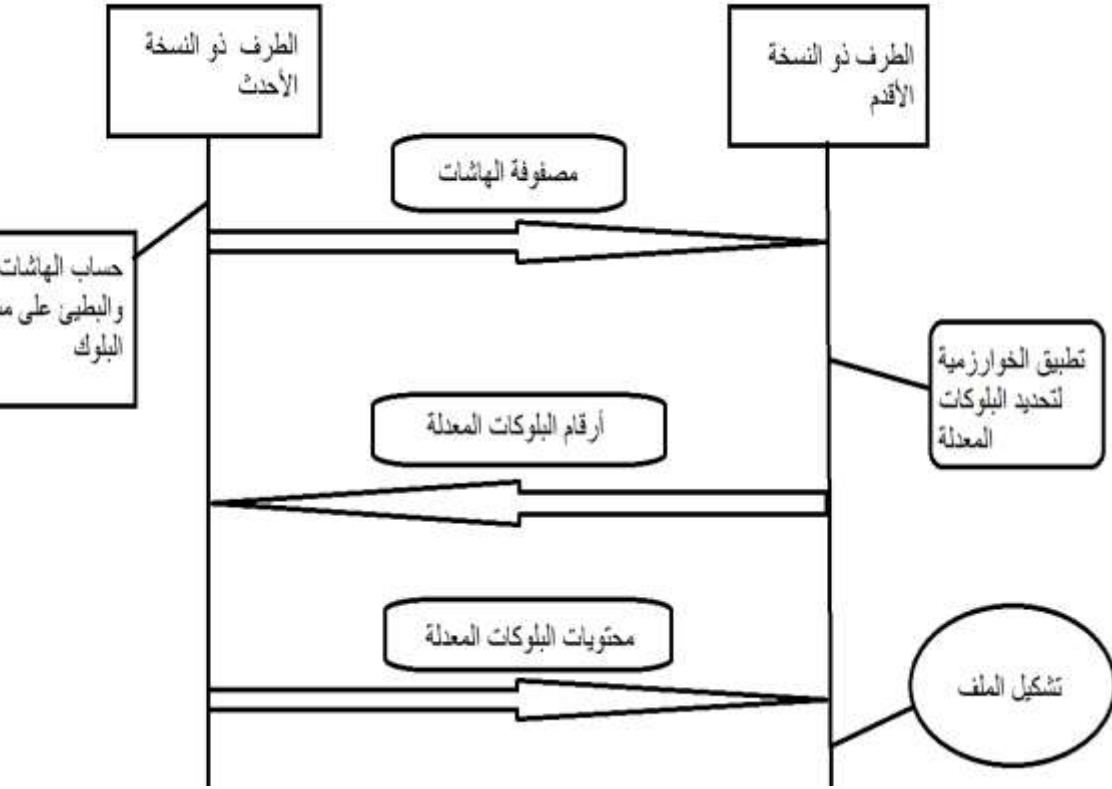 الطرف ذو النسخة
الأحدث
الطرف ذو النسخة
الأقدم
مصفوفة الهاشات
حساب الهاشات
والبطيئ على
البلوك
تطبيق الخوارزمية
لتحديد البلوكات
المعدلة
أرقام البلوكات المعدلة
محتويات البلوكات المعدلة
تشكيل الملف